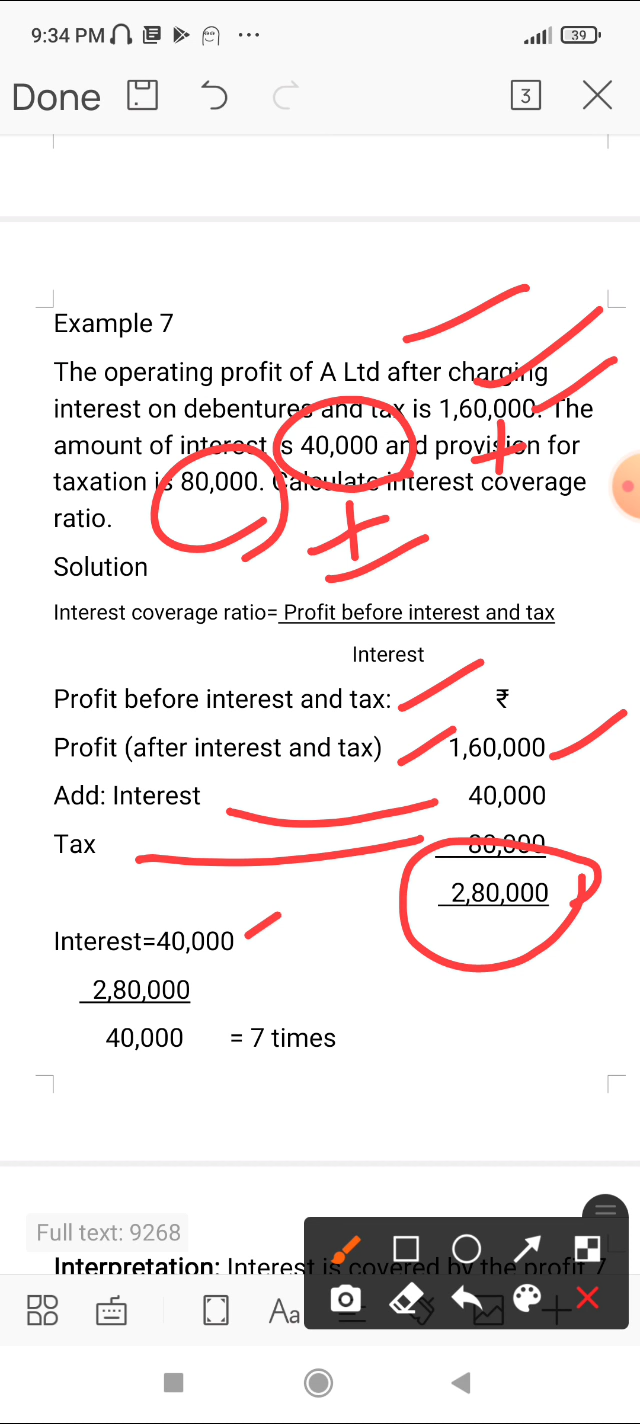 9:34 PM
39
Done
3
Example 7
The operating profit of A Ltd after charging
interest on debentures and tax is 1,60,000. The
amount of interest is 40,000 and provision for
taxation is 80,000. Calculate interest coverage
ratio.
Solution
Interest coverage ratio= Profit before interest and tax
Interest
Profit before interest and tax: ₹
Profit (after interest and tax) 1,60,000
Add: Interest 40,000
Tax 80,000
2,80,000
Interest=40,000
2,80,000
40,000 = 7 times
Full text: 9268
Interpretation: Interest is covered by the profit 7
Aa